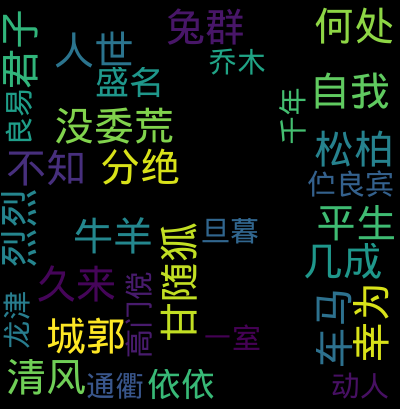 君子
人世
兔群
何处
乔木
盛名
自我
良易
千年
没委荒
松柏
不知
分绝
伫良宾
烈烈
牛羊
旦暮
平生
甘随狐
几成
久来
高门傥
龙津
车马
幸为
城郭
一室
清风
通衢
依依
动人